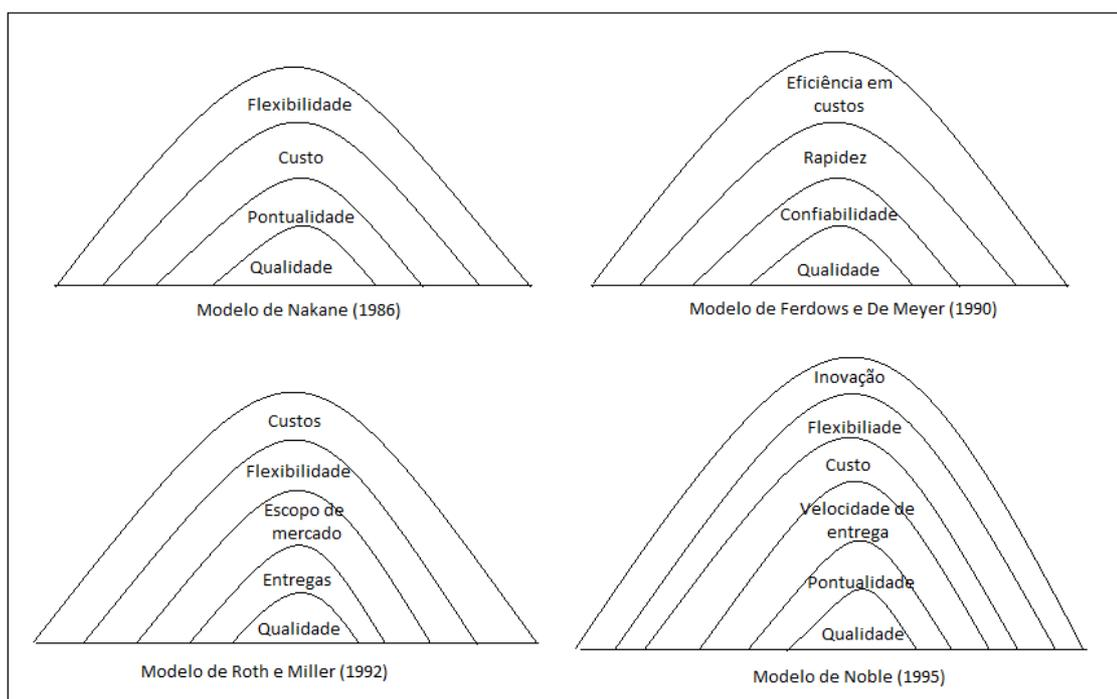 Flexibilidade
Custo
Pontualidade
Qualidade
Modelo de Nakane (1986)
Eficiência em
custos
Rapidez
Confiabilidade
Qualidade
Modelo de Ferdows e De Meyer (1990)
Custos
Flexibilidade
Escopo de
mercado
Entregas
Qualidade
Modelo de Roth e Miller (1992)
Inovação
Flexibiliade
Custo
Velocidade de
entrega
Pontualidade
Qualidade
Modelo de Noble (1995)